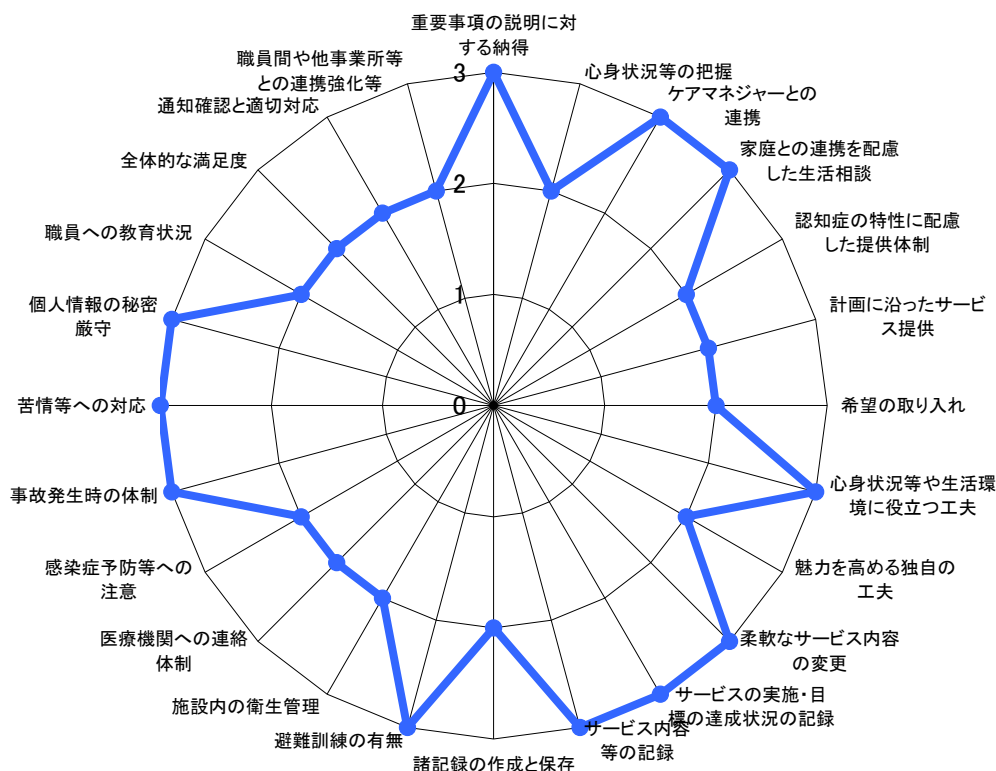 重要事項の説明に対
する納得
心身状況等の把握
ケアマネジャーとの
連携
家庭との連携を配慮
した生活相談
認知症の特性に配慮
した提供体制
計画に沿ったサービ
ス提供
希望の取り入れ
心身状況等や生活環
境に役立つ工夫
魅力を高める独自の
工夫
柔軟なサービス内容
の変更
サービスの実施・目
標の達成状況の記録
サービス内容
等の記録
諸記録の作成と保存
避難訓練の有無
施設内の衛生管理
医療機関への連絡
体制
感染症予防等への
注意
事故発生時の体制
苦情等への対応
個人情報の秘密
厳守
職員への教育状況
全体的な満足度
通知確認と適切対応
職員間や他事業所等
との連携強化等
3
2
1
0